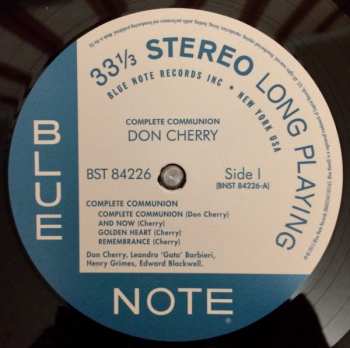 33⅓ STEREO LONG PLAYING
BLUE NOTE RECORDS INC • NEW YORK USA
COMPLETE COMMUNION
DON CHERRY
BST 84226
Side I
(BNST 84226-A)
COMPLETE COMMUNION
COMPLETE COMMUNION (Don Cherry)
AND NOW (Cherry)
GOLDEN HEART (Cherry)
REMEMBRANCE (Cherry)
Don Cherry, Leandro 'Gato' Barbieri,
Henry Grimes, Edward Blackwell.
BLUE
NOTE
®